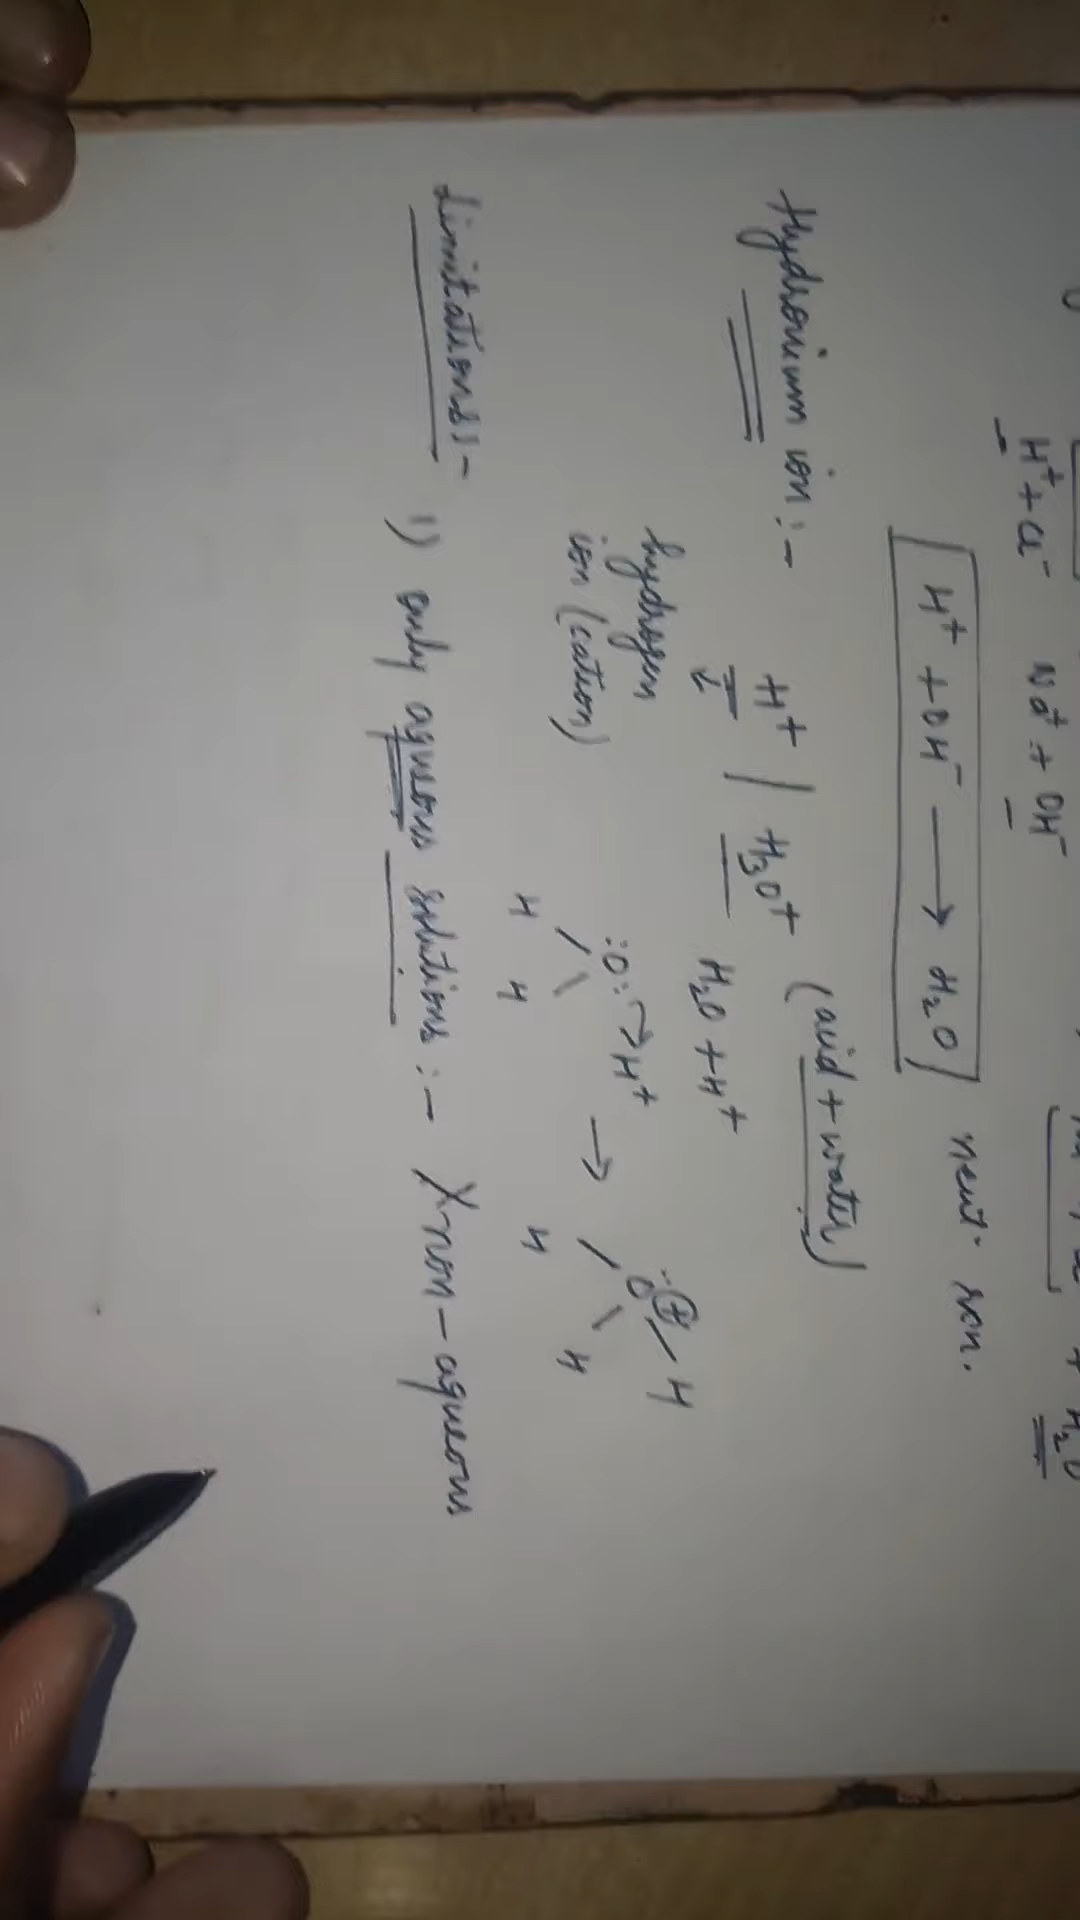 H⁺ + Cl⁻ Na⁺ + OH⁻ + H₂O
H⁺ + OH⁻ → H₂O neut. rxn.
Hydronium ion :- H⁺ / H₃O⁺ (acid + water)
H₂O + H⁺
hydrogen
ion (cation)
:O: → H⁺ → O ⊕ H
H H H H
Limitations:- 1) only aqueous solutions :- X non-aqueous